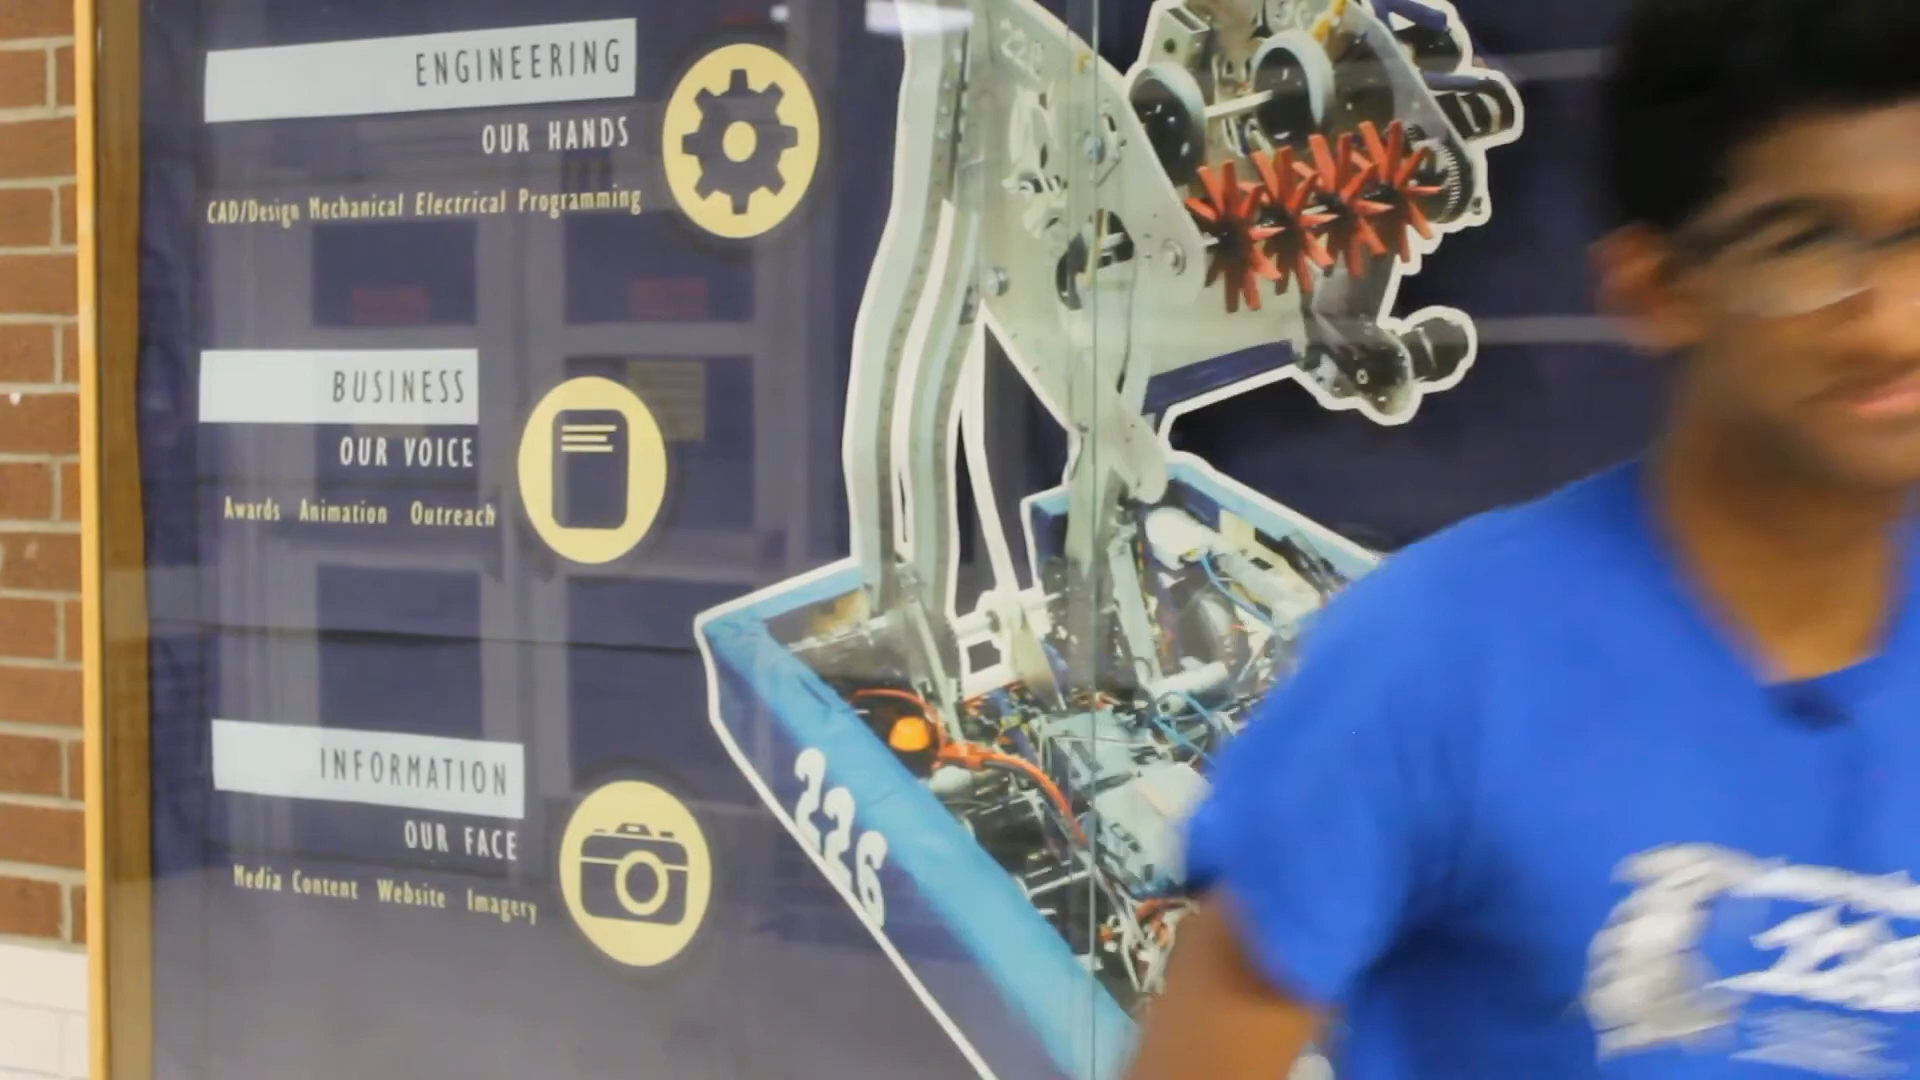 ENGINEERING
OUR HANDS
CAD/Design Mechanical Electrical Programming
BUSINESS
OUR VOICE
Awards Animation Outreach
INFORMATION
OUR FACE
Media Content Website Imagery
226